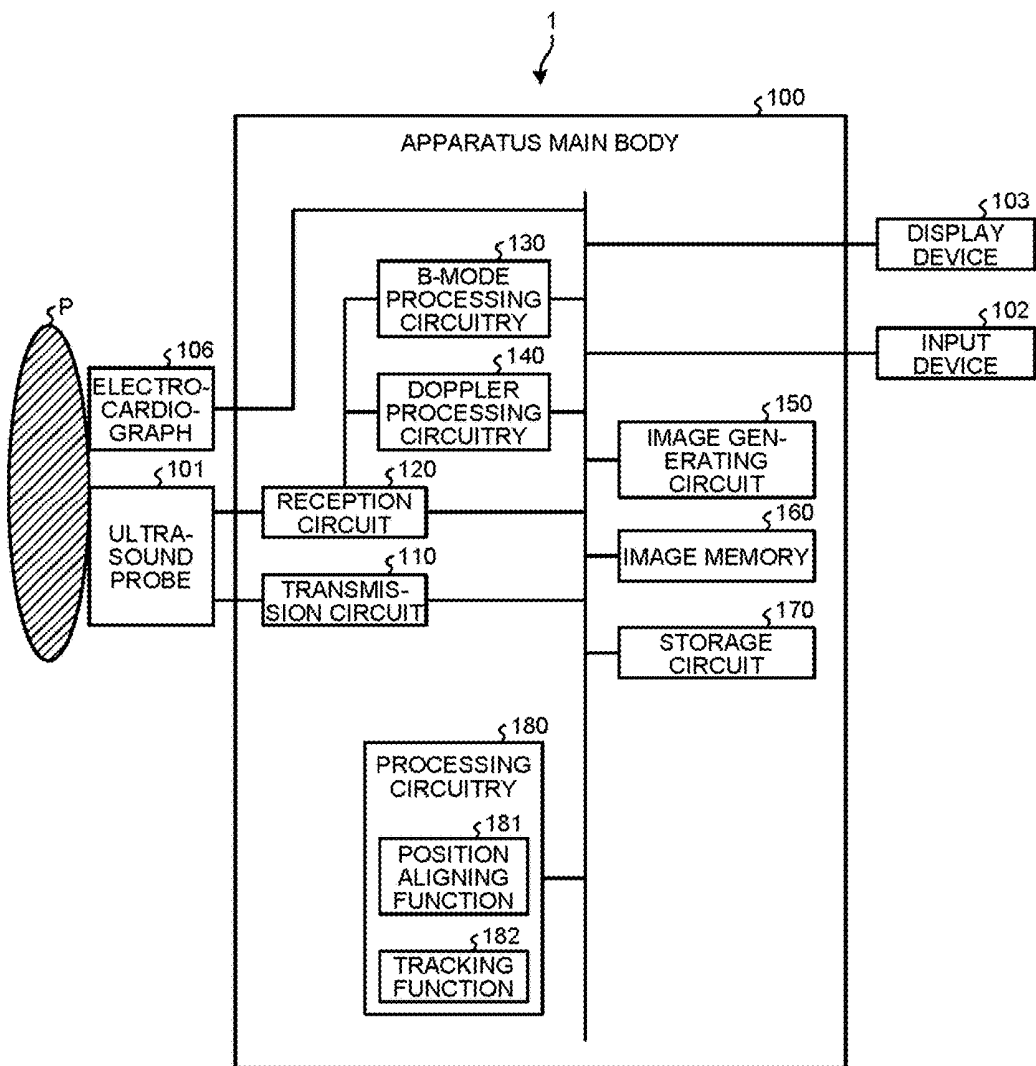 1
100
APPARATUS MAIN BODY
103
DISPLAY
DEVICE
130
B-MODE
PROCESSING
CIRCUITRY
102
INPUT
DEVICE
P
106
ELECTRO-
CARDIO-
GRAPH
140
DOPPLER
PROCESSING
CIRCUITRY
150
IMAGE GEN-
ERATING
CIRCUIT
101
ULTRA-
SOUND
PROBE
120
RECEPTION
CIRCUIT
160
IMAGE MEMORY
110
TRANSMIS-
SION CIRCUIT
170
STORAGE
CIRCUIT
180
PROCESSING
CIRCUITRY
181
POSITION
ALIGNING
FUNCTION
182
TRACKING
FUNCTION